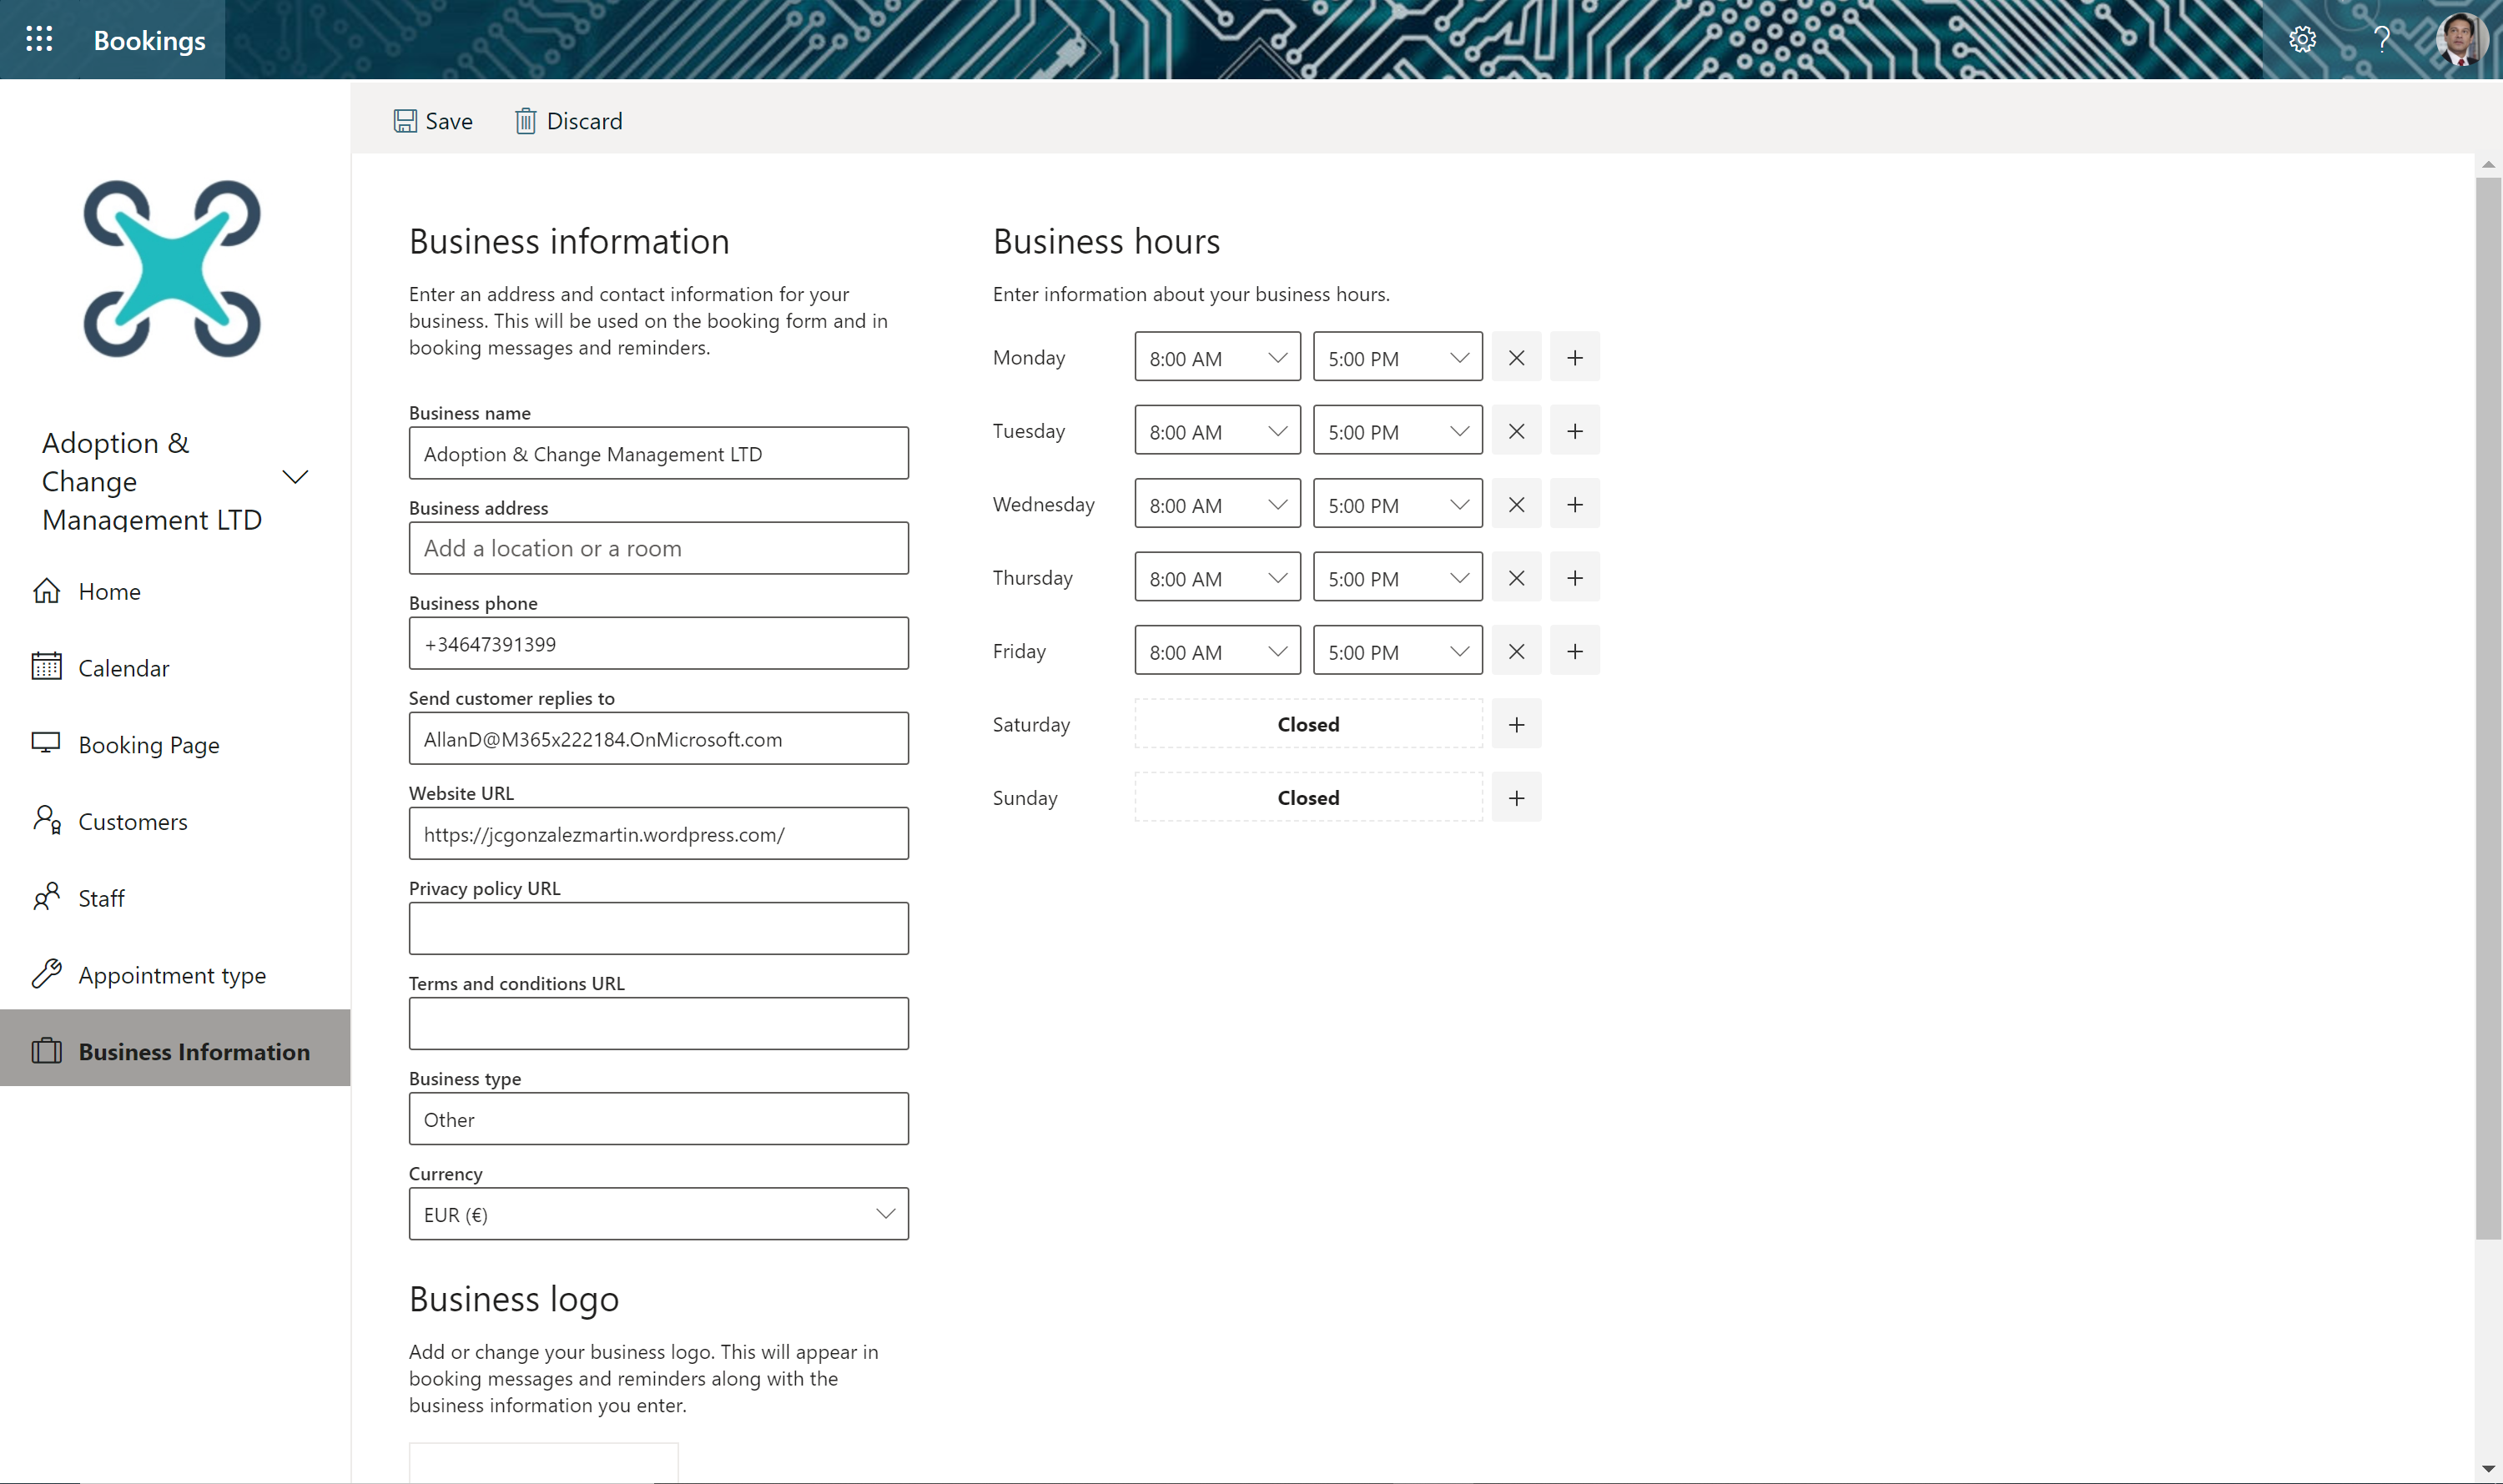 Bookings
Save
Discard
Adoption &
Change
Management LTD
Home
Calendar
Booking Page
Customers
Staff
Appointment type
Business Information
Business information
Enter an address and contact information for your
business. This will be used on the booking form and in
booking messages and reminders.
Business name
Adoption & Change Management LTD
Business address
Add a location or a room
Business phone
+34647391399
Send customer replies to
AllanD@M365x222184.OnMicrosoft.com
Website URL
https://jcgonzalezmartin.wordpress.com/
Privacy policy URL
Terms and conditions URL
Business type
Other
Currency
EUR (€)
Business logo
Add or change your business logo. This will appear in
booking messages and reminders along with the
business information you enter.
Business hours
Enter information about your business hours.
Monday 8:00 AM 5:00 PM
Tuesday 8:00 AM 5:00 PM
Wednesday 8:00 AM 5:00 PM
Thursday 8:00 AM 5:00 PM
Friday 8:00 AM 5:00 PM
Saturday Closed
Sunday Closed